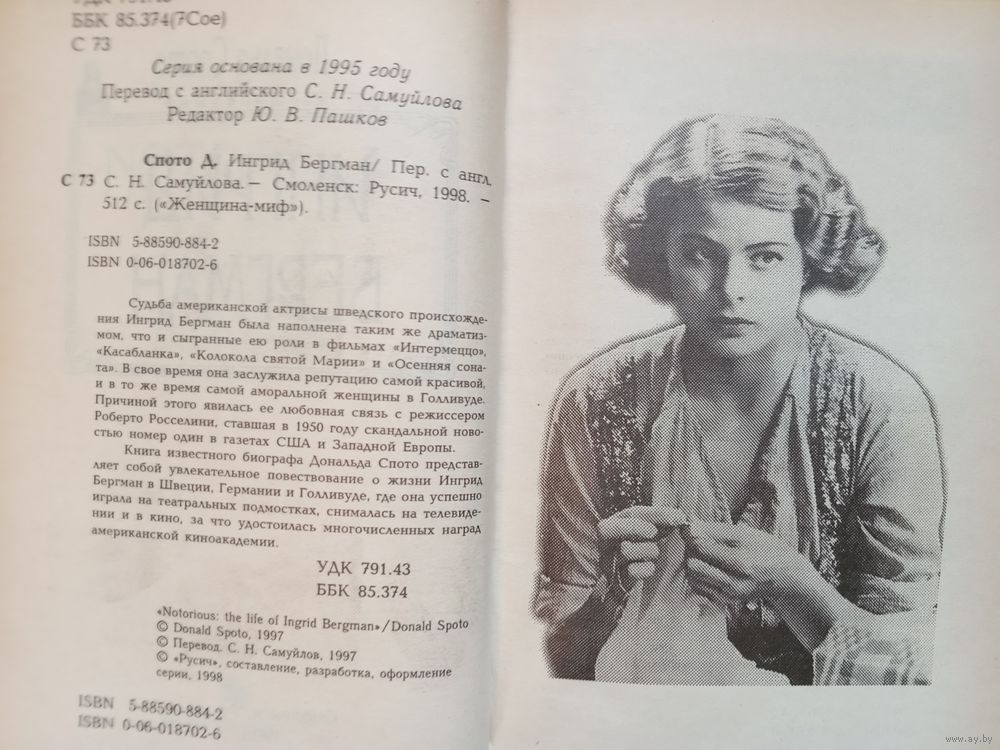 УДК 791.43
ББК 85.374(7Сое)
С 73
Серия основана в 1995 году
Перевод с английского С. Н. Самуйлова
Редактор Ю. В. Пашков
Спото Д. Ингрид Бергман/ Пер. с англ.
С 73 С. Н. Самуйлова. — Смоленск: Русич, 1998. —
512 с. («Женщина-миф»).
ISBN 5-88590-884-2
ISBN 0-06-018702-6
Судьба американской актрисы шведского происхожде-
ния Ингрид Бергман была наполнена таким же драматиз-
мом, что и сыгранные ею роли в фильмах «Интермеццо»,
«Касабланка», «Колокола святой Марии» и «Осенняя сона-
та». В свое время она заслужила репутацию самой красивой,
и в то же время самой аморальной женщины в Голливуде.
Причиной этого явилась ее любовная связь с режиссером
Роберто Росселини, ставшая в 1950 году скандальной ново-
стью номер один в газетах США и Западной Европы.
Книга известного биографа Дональда Спото представ-
ляет собой увлекательное повествование о жизни Ингрид
Бергман в Швеции, Германии и Голливуде, где она успешно
играла на театральных подмостках, снималась на телевиде-
нии и в кино, за что удостоилась многочисленных наград
американской киноакадемии.
УДК 791.43
ББК 85.374
«Notorious: the life of Ingrid Bergman»/Donald Spoto
© Donald Spoto, 1997
© Перевод. С. Н. Самуйлов, 1997
© «Русич», составление, разработка, оформление
серии, 1998
ISBN 5-88590-884-2
ISBN 0-06-018702-6
www.ay.by